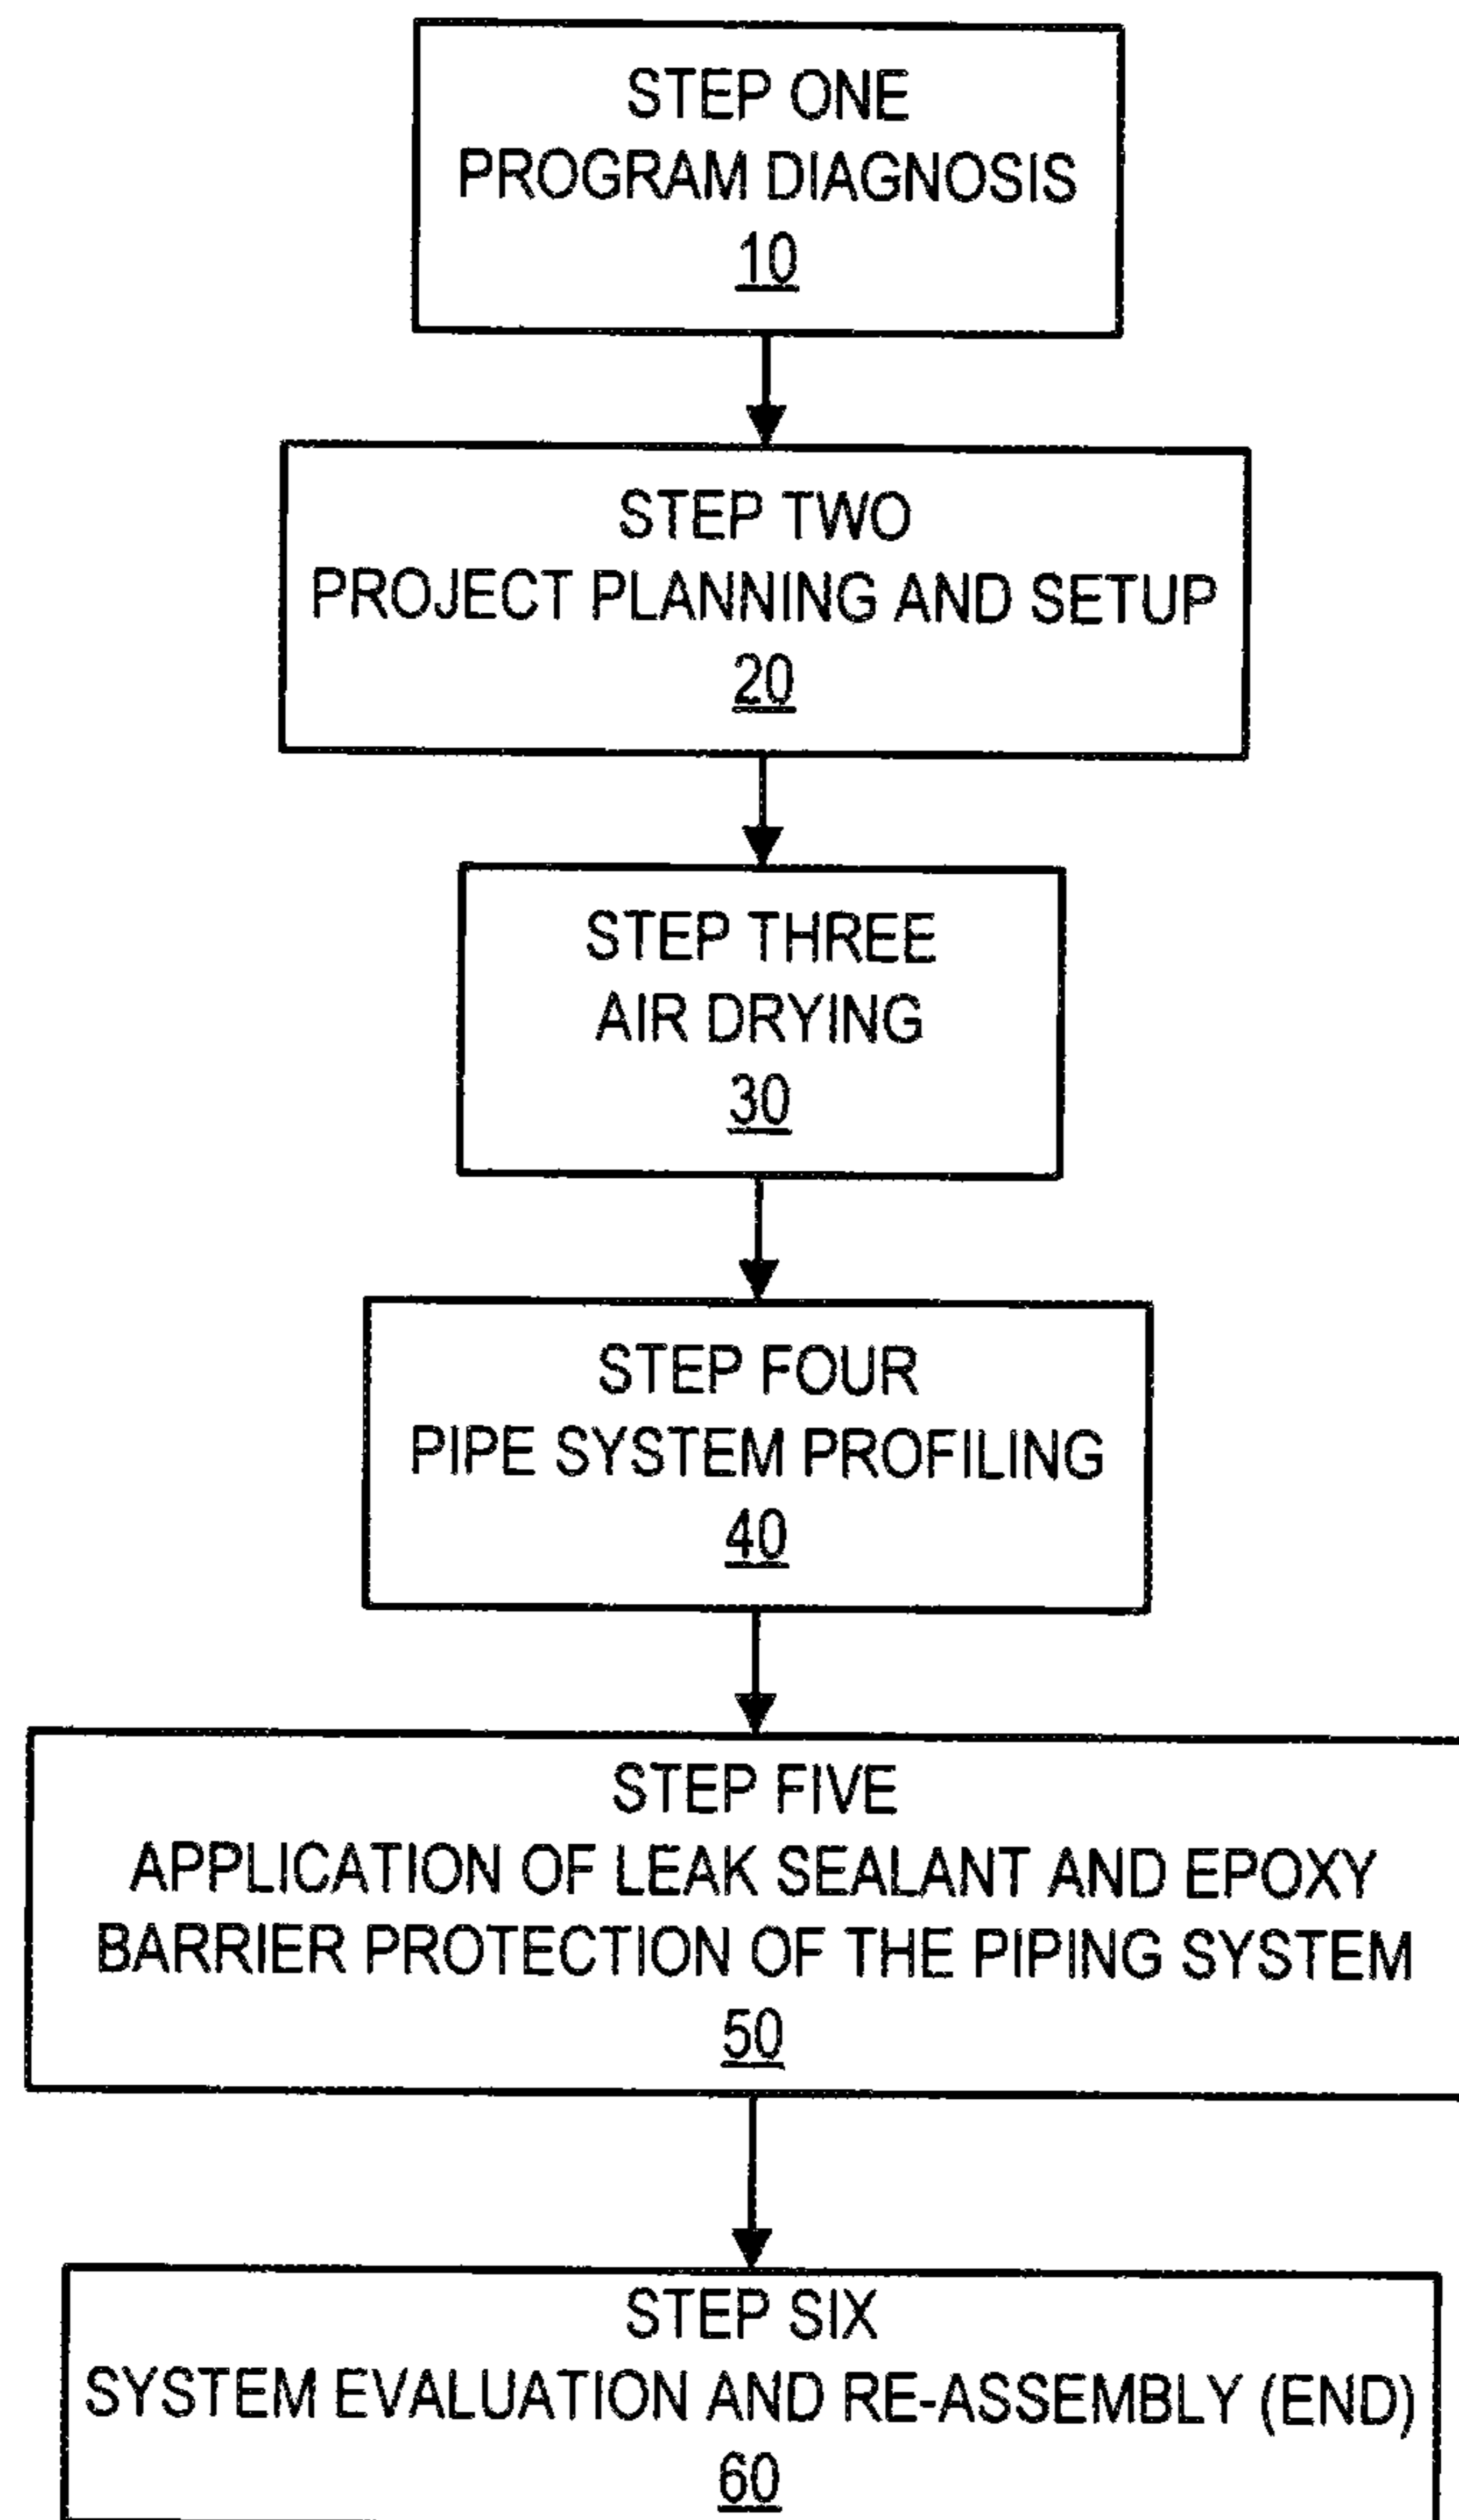 STEP ONE
PROGRAM DIAGNOSIS
10
STEP TWO
PROJECT PLANNING AND SETUP
20
STEP THREE
AIR DRYING
30
STEP FOUR
PIPE SYSTEM PROFILING
40
STEP FIVE
APPLICATION OF LEAK SEALANT AND EPOXY
BARRIER PROTECTION OF THE PIPING SYSTEM
50
STEP SIX
SYSTEM EVALUATION AND RE-ASSEMBLY (END)
60